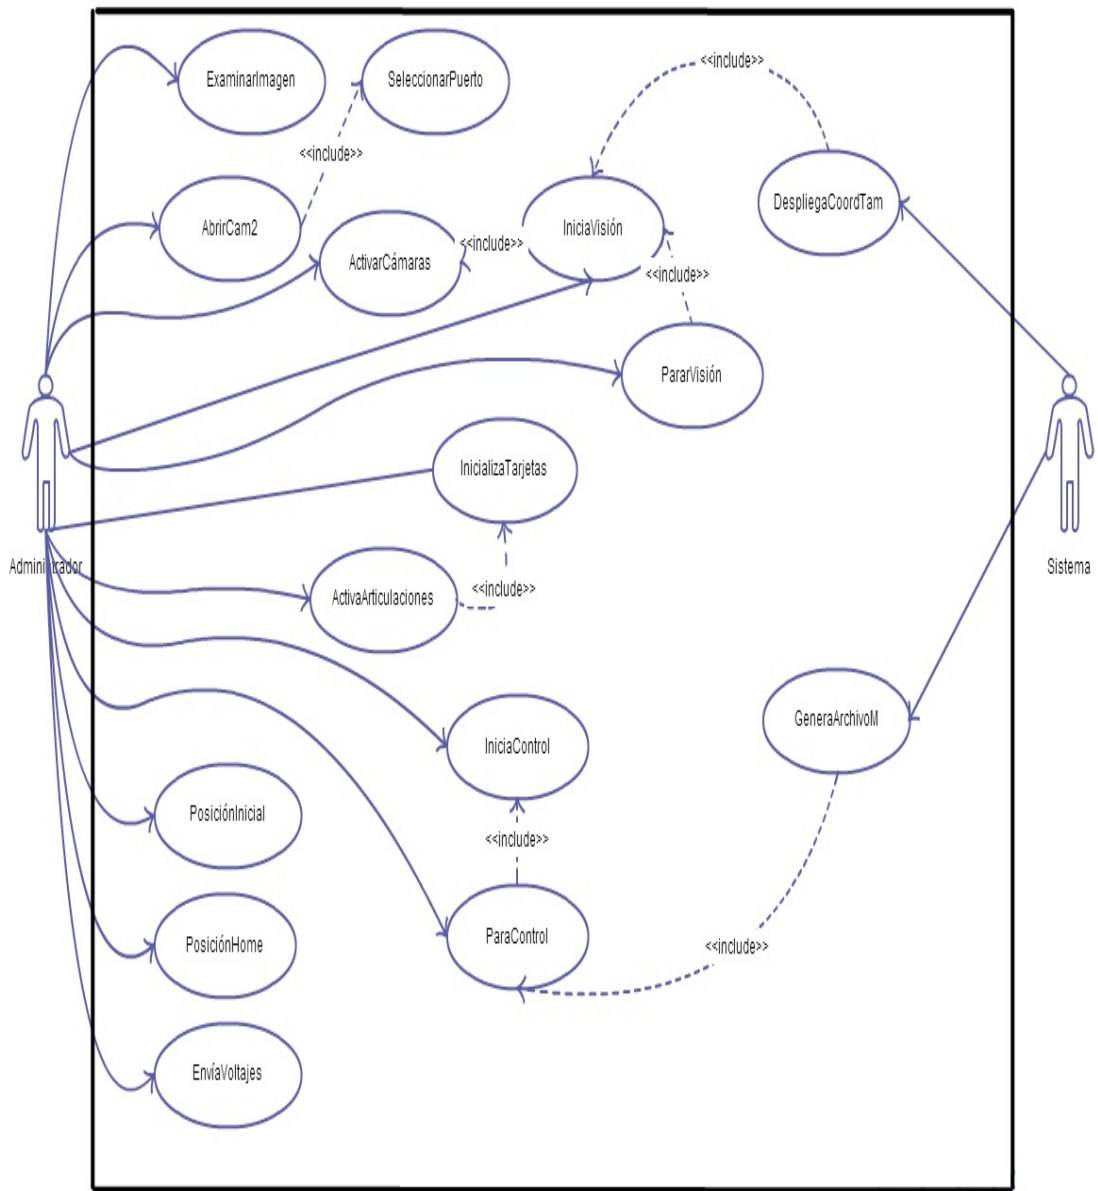 ExaminarImagen
SeleccionarPuerto
<<include>>
<<include>>
AbrirCam2
IniciaVisión
DespliegaCoordTam
<<include>>
ActivarCámaras
<<include>>
PararVisión
InicializaTarjetas
Administrador
Sistema
ActivaArticulaciones
<<include>>
GeneraArchivoM
IniciaControl
PosiciónInicial
<<include>>
PosiciónHome
ParaControl
<<include>>
EnvíaVoltajes